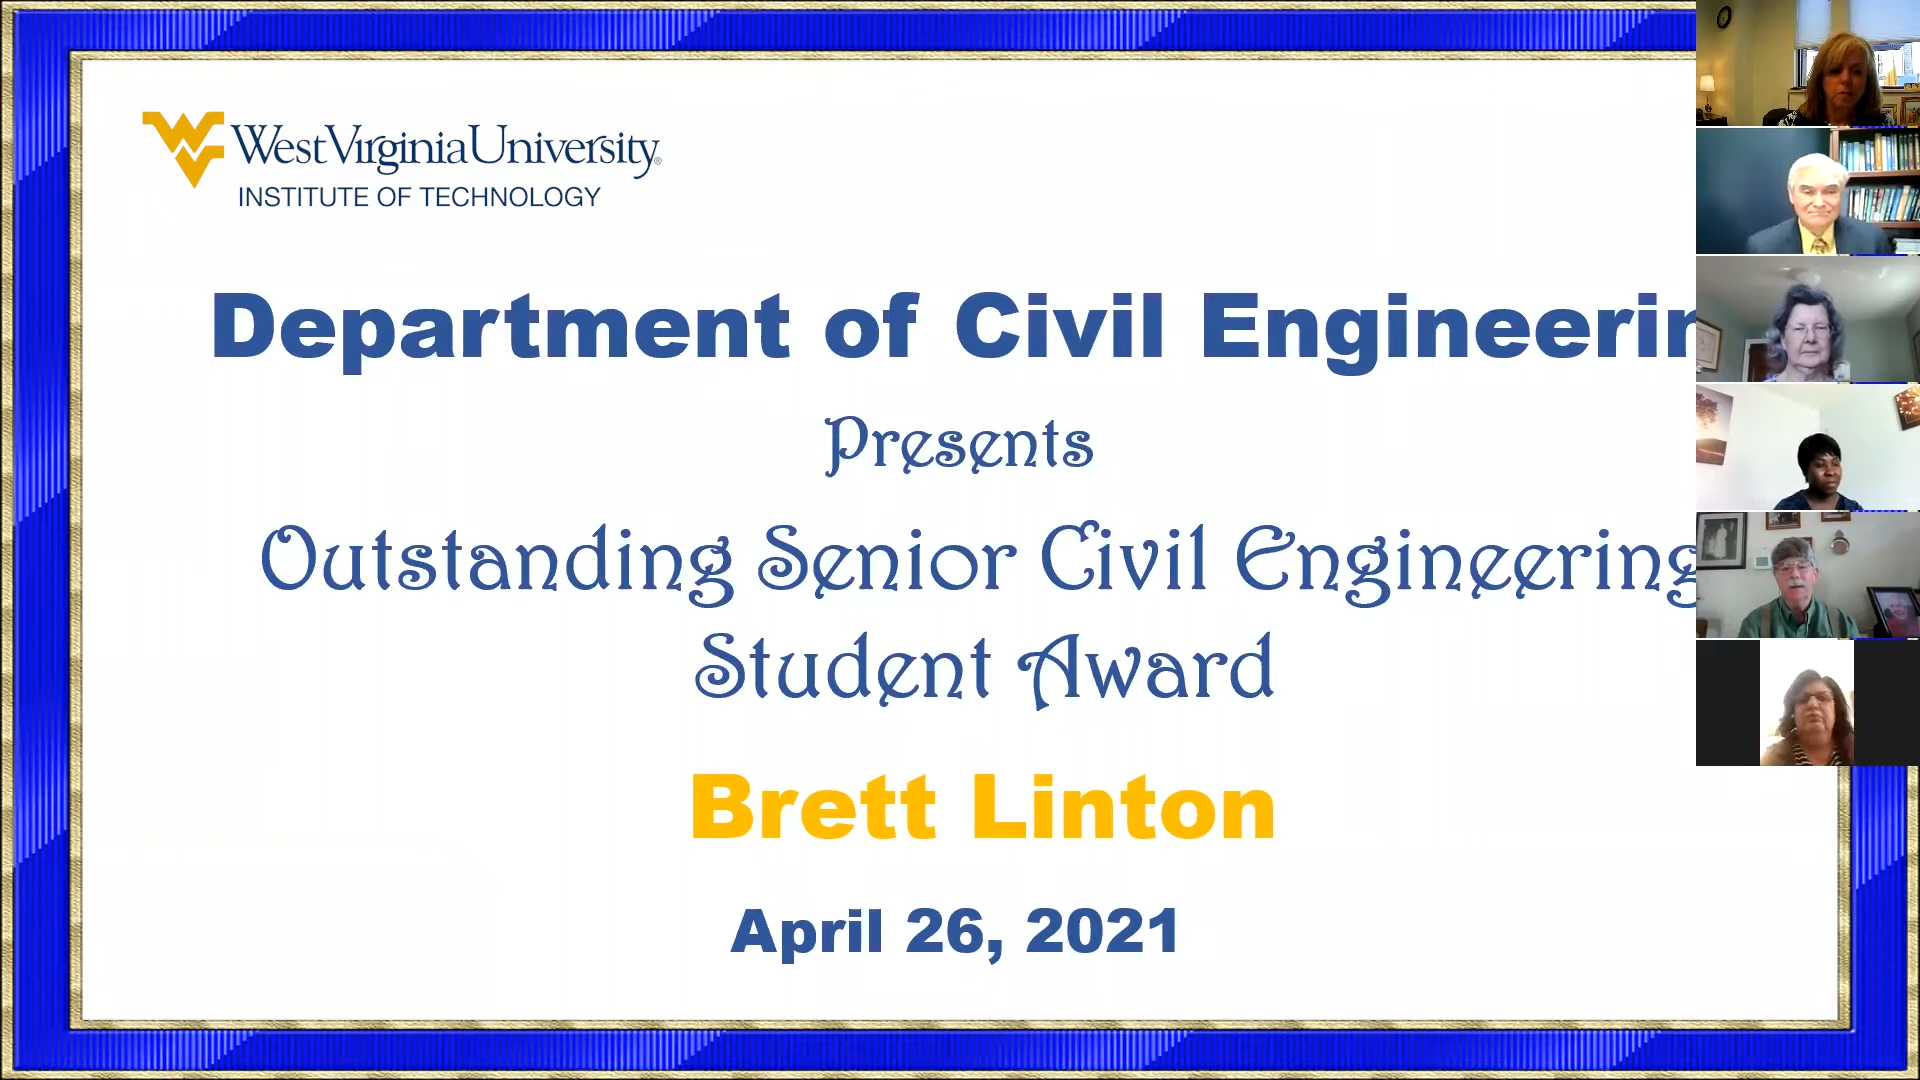 WestVirginiaUniversity®
INSTITUTE OF TECHNOLOGY
Department of Civil Engineerin
Presents
Outstanding Senior Civil Engineering
Student Award
Brett Linton
April 26, 2021